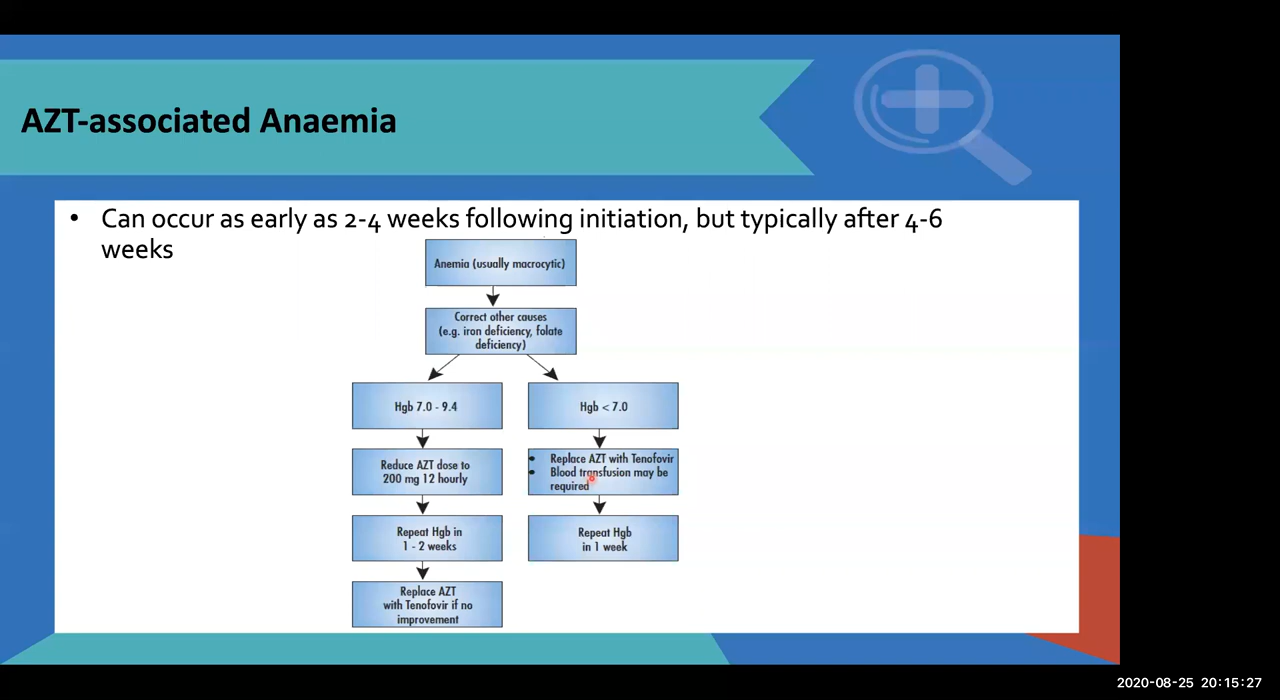 AZT-associated Anaemia
• Can occur as early as 2-4 weeks following initiation, but typically after 4-6
weeks
Anemia (usually macrocytic)
Correct other causes
(e.g. iron deficiency, folate
deficiency)
Hgb 7.0 - 9.4
Hgb < 7.0
Reduce AZT dose to
200 mg 12 hourly
• Replace AZT with Tenofovir
• Blood transfusion may be
required
Repeat Hgb in
1 - 2 weeks
Repeat Hgb
in 1 week
Replace AZT
with Tenofovir if no
improvement
2020-08-25 20:15:27